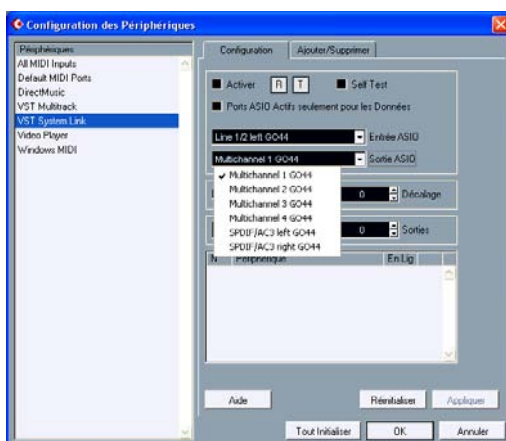 Configuration des Périphériques
Périphériques
All MIDI Inputs
Default MIDI Ports
DirectMusic
VST Multitrack
VST System Link
Video Player
Windows MIDI
Configuration
Ajouter/Supprimer
Activer R T Self Test
Ports ASIO Actifs seulement pour les Données
Line 1/2 left GO44 Entrée ASIO
Multichannel 1 GO44 Sortie ASIO
Multichannel 1 GO44
Multichannel 2 GO44
Multichannel 3 GO44
Multichannel 4 GO44
SPDIF/AC3 left GO44
SPDIF/AC3 right GO44
0 Décalage
0 Sorties
N Périphérique En Lig
Aide
Réinitialiser
Appliquer
Tout Initialiser
OK
Annuler